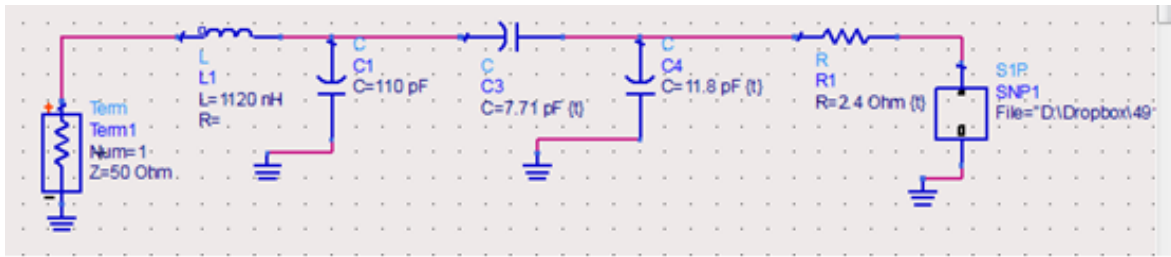 Term
Term1
Num=1
Z=50 Ohm
L
L1
L=1120 nH
R=
C
C1
C=110 pF
C
C3
C=7.71 pF {t}
C
C4
C=11.8 pF {t}
R
R1
R=2.4 Ohm {t}
S1P
SNP1
File="D:\Dropbox\49